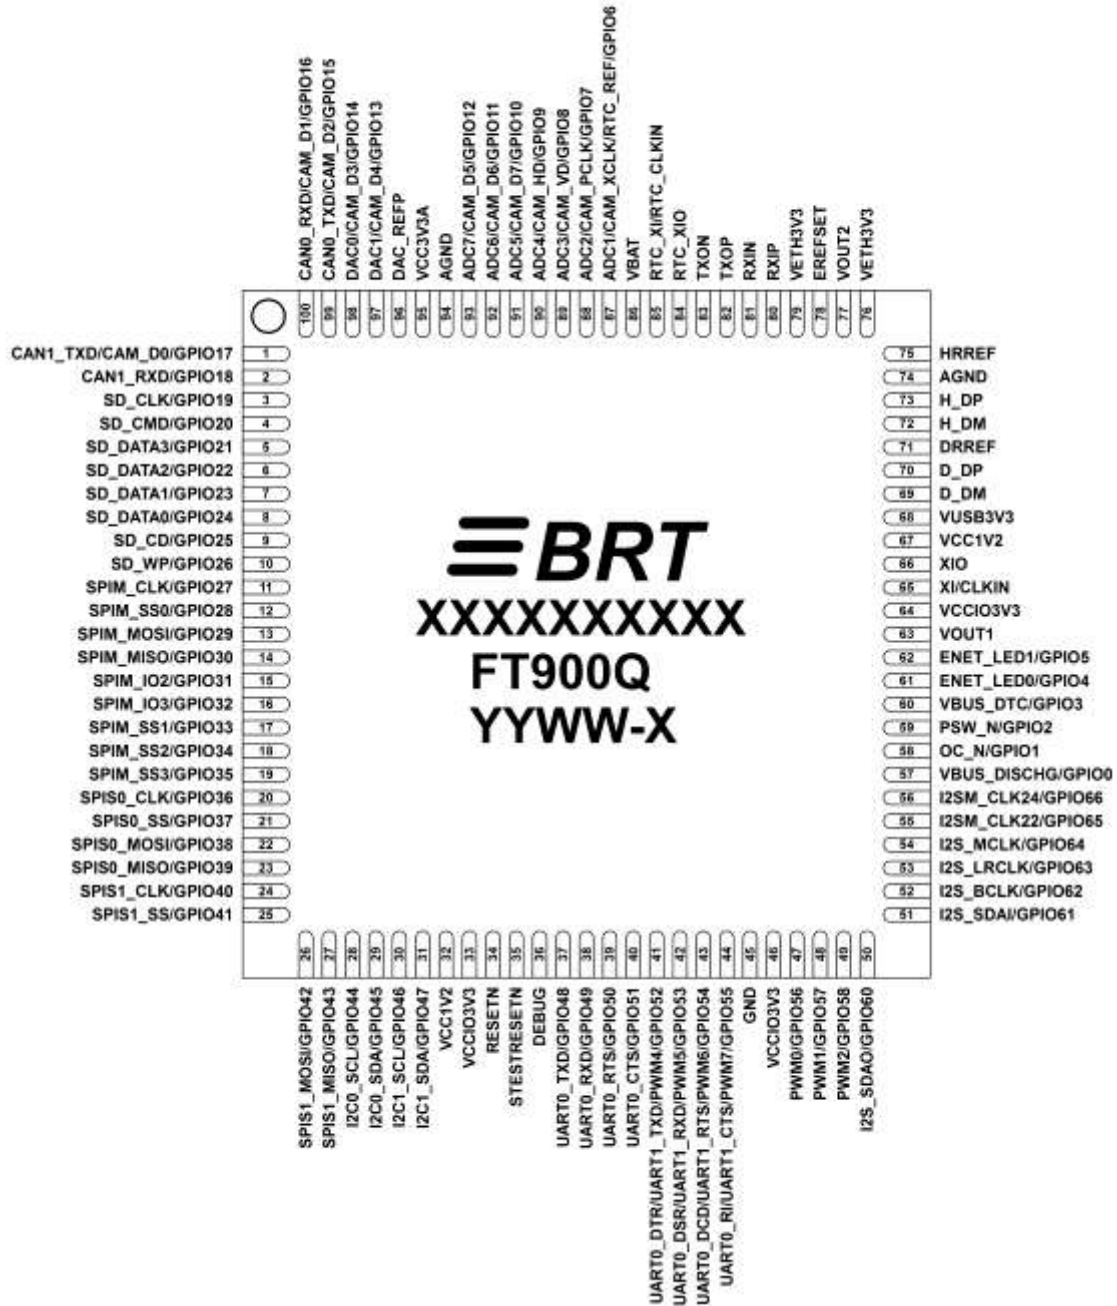 CAN0_RXD/CAM_D1/GPIO16
CAN0_TXD/CAM_D2/GPIO15
DAC0/CAM_D3/GPIO14
DAC1/CAM_D4/GPIO13
DAC_REFP
VCC3V3A
AGND
ADC7/CAM_D5/GPIO12
ADC6/CAM_D6/GPIO11
ADC5/CAM_D7/GPIO10
ADC4/CAM_HD/GPIO9
ADC3/CAM_VD/GPIO8
ADC2/CAM_PCLK/GPIO7
ADC1/CAM_XCLK/RTC_REF/GPIO6
VBAT
RTC_XI/RTC_CLKIN
RTC_XIO
TXON
TXOP
RXIN
RXIP
VETH3V3
EREFSET
VOUT2
VETH3V3
100
99
98
97
96
95
94
93
92
91
90
89
88
87
86
85
84
83
82
81
80
79
78
77
76
CAN1_TXD/CAM_D0/GPIO17 1
CAN1_RXD/GPIO18 2
SD_CLK/GPIO19 3
SD_CMD/GPIO20 4
SD_DATA3/GPIO21 5
SD_DATA2/GPIO22 6
SD_DATA1/GPIO23 7
SD_DATA0/GPIO24 8
SD_CD/GPIO25 9
SD_WP/GPIO26 10
SPIM_CLK/GPIO27 11
SPIM_SS0/GPIO28 12
SPIM_MOSI/GPIO29 13
SPIM_MISO/GPIO30 14
SPIM_IO2/GPIO31 15
SPIM_IO3/GPIO32 16
SPIM_SS1/GPIO33 17
SPIM_SS2/GPIO34 18
SPIM_SS3/GPIO35 19
SPIS0_CLK/GPIO36 20
SPIS0_SS/GPIO37 21
SPIS0_MOSI/GPIO38 22
SPIS0_MISO/GPIO39 23
SPIS1_CLK/GPIO40 24
SPIS1_SS/GPIO41 25
BRT
XXXXXXXXXX
FT900Q
YYWW-X
75 HRREF
74 AGND
73 H_DP
72 H_DM
71 DRREF
70 D_DP
69 D_DM
68 VUSB3V3
67 VCC1V2
66 XIO
65 XI/CLKIN
64 VCCIO3V3
63 VOUT1
62 ENET_LED1/GPIO5
61 ENET_LED0/GPIO4
60 VBUS_DTC/GPIO3
59 PSW_N/GPIO2
58 OC_N/GPIO1
57 VBUS_DISCHG/GPIO0
56 I2SM_CLK24/GPIO66
55 I2SM_CLK22/GPIO65
54 I2S_MCLK/GPIO64
53 I2S_LRCLK/GPIO63
52 I2S_BCLK/GPIO62
51 I2S_SDAI/GPIO61
26
27
28
29
30
31
32
33
34
35
36
37
38
39
40
41
42
43
44
45
46
47
48
49
50
SPIS1_MOSI/GPIO42
SPIS1_MISO/GPIO43
I2C0_SCL/GPIO44
I2C0_SDA/GPIO45
I2C1_SCL/GPIO46
I2C1_SDA/GPIO47
VCC1V2
VCCIO3V3
RESETN
STESTRESETN
DEBUG
UART0_TXD/GPIO48
UART0_RXD/GPIO49
UART0_RTS/GPIO50
UART0_CTS/GPIO51
UART0_DTR/UART1_TXD/PWM4/GPIO52
UART0_DSR/UART1_RXD/PWM5/GPIO53
UART0_DCD/UART1_RTS/PWM6/GPIO54
UART0_RI/UART1_CTS/PWM7/GPIO55
GND
VCCIO3V3
PWM0/GPIO56
PWM1/GPIO57
PWM2/GPIO58
I2S_SDAO/GPIO60